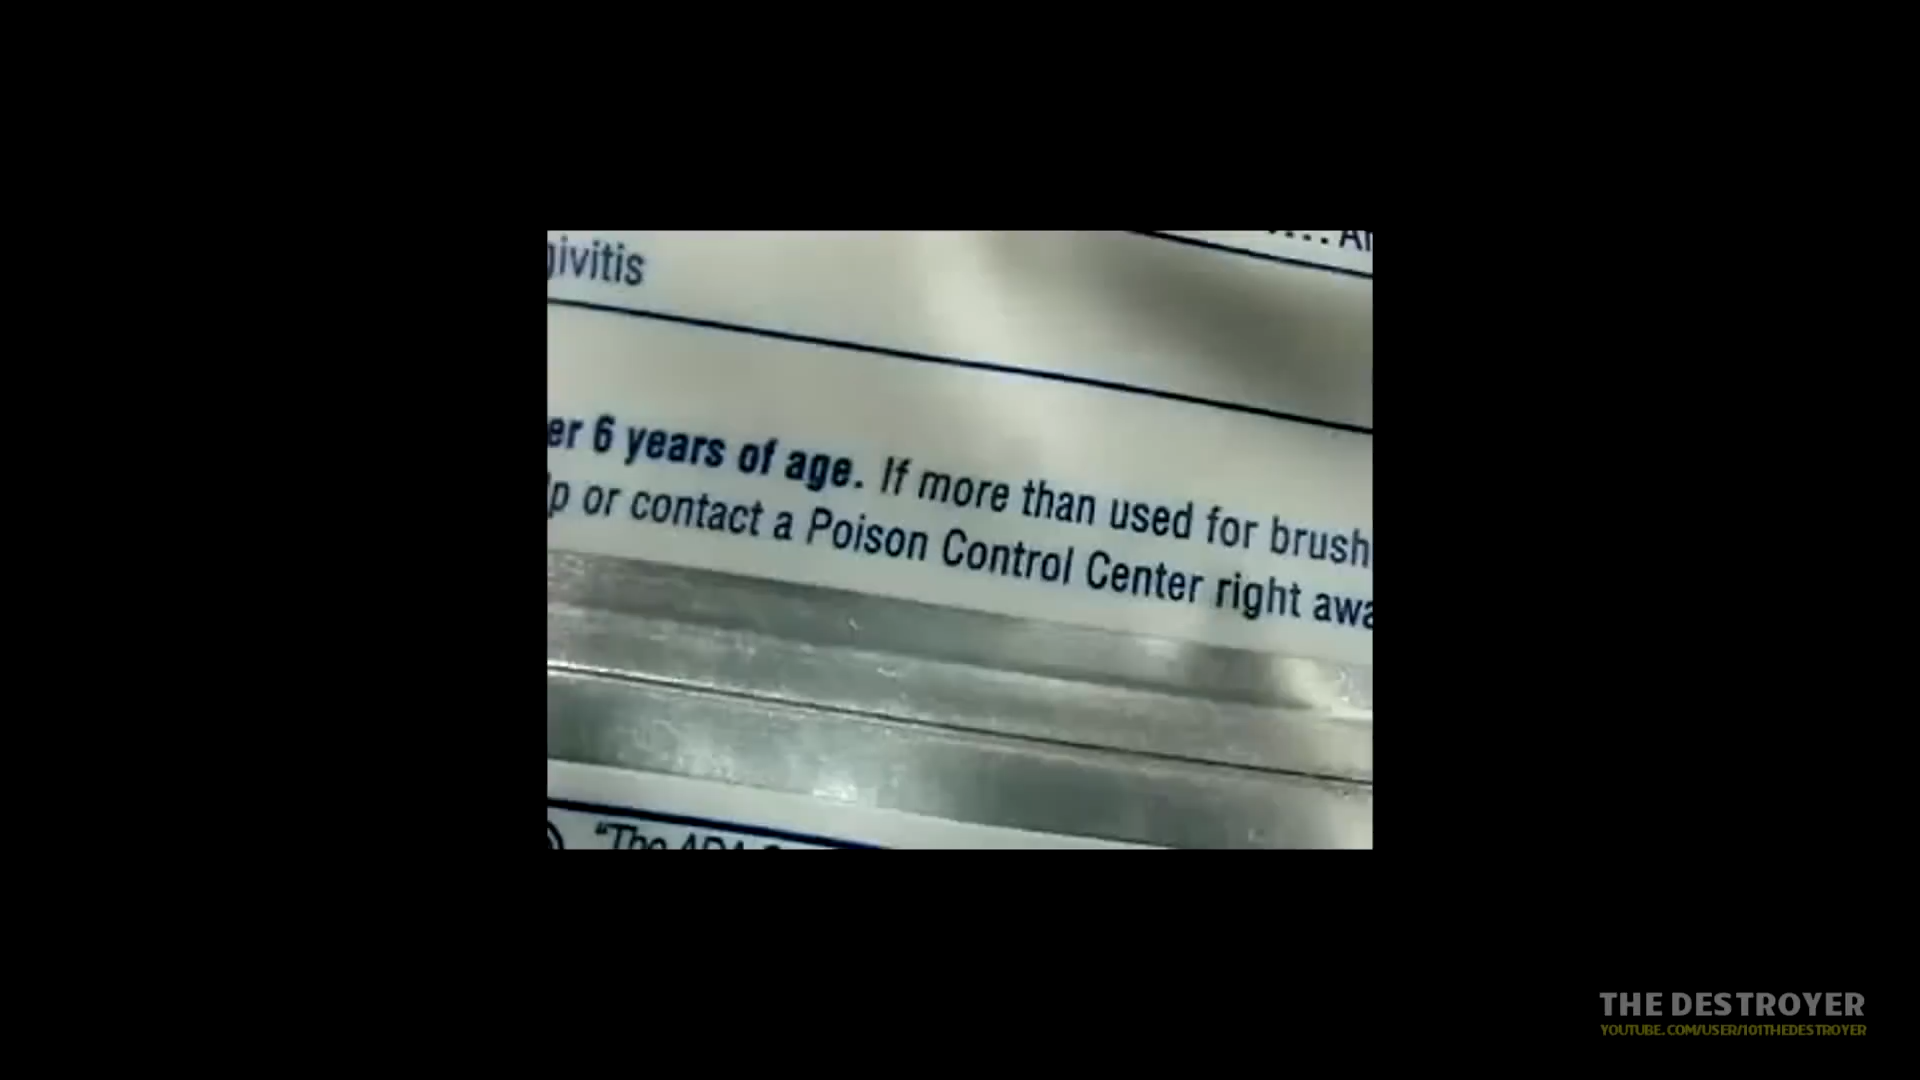 givitis
er 6 years of age. If more than used for brush
p or contact a Poison Control Center right awa
"The ADA
THE DESTROYER
YOUTUBE.COM/USER/101THEDESTROYER